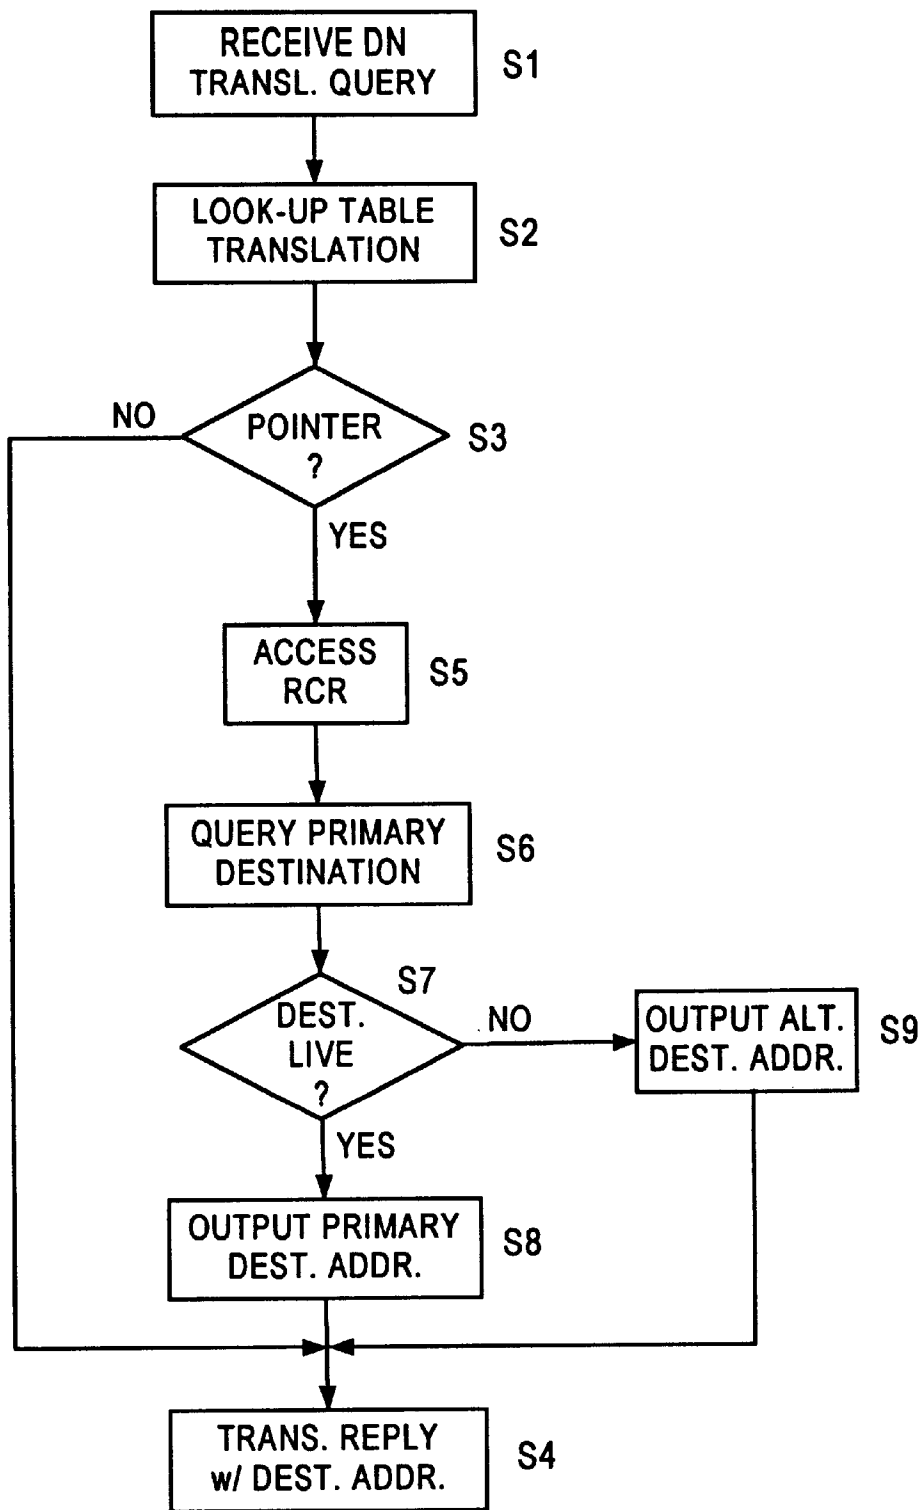 RECEIVE DN
TRANSL. QUERY
S1
LOOK-UP TABLE
TRANSLATION
S2
NO
POINTER
?
S3
YES
ACCESS
RCR
S5
QUERY PRIMARY
DESTINATION
S6
S7
DEST.
LIVE
?
NO
OUTPUT ALT.
DEST. ADDR.
S9
YES
OUTPUT PRIMARY
DEST. ADDR.
S8
TRANS. REPLY
w/ DEST. ADDR.
S4